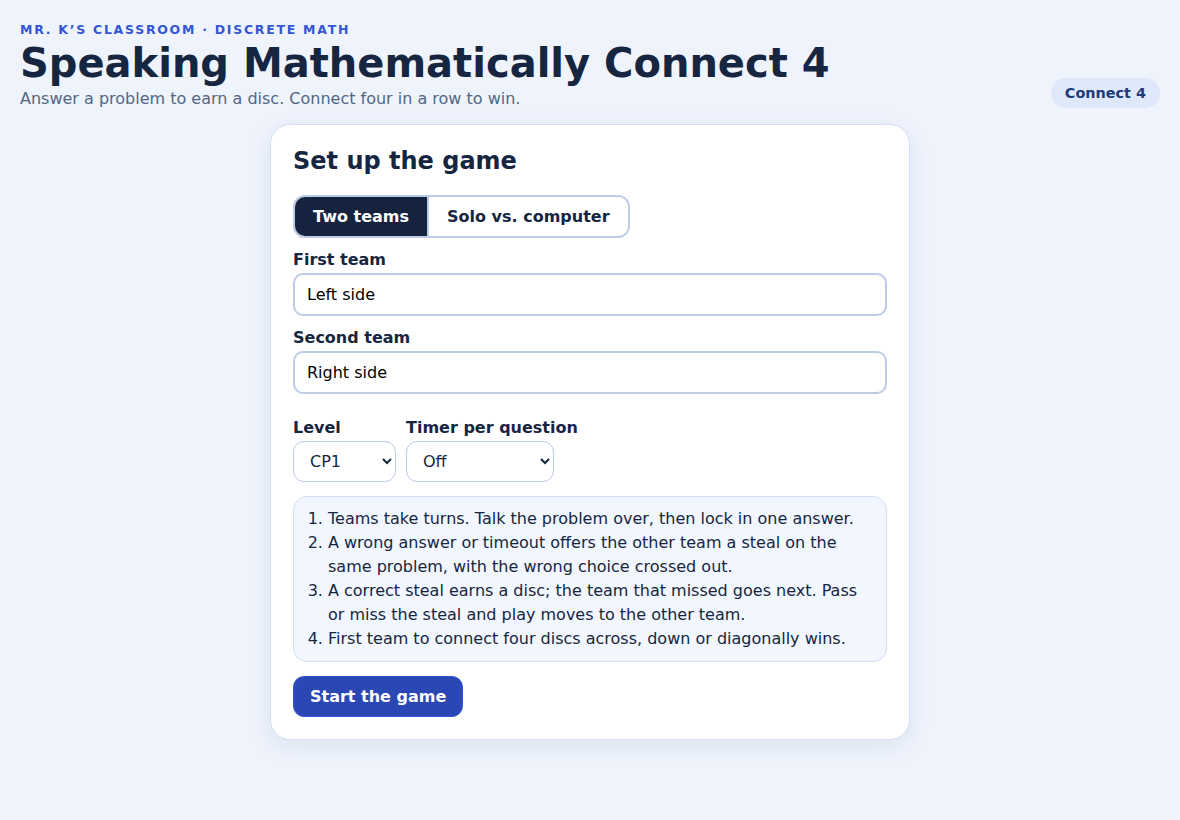 MR. K’S CLASSROOM · DISCRETE MATH
Speaking Mathematically Connect 4
Answer a problem to earn a disc. Connect four in a row to win.
Connect 4
Set up the game
Two teams
Solo vs. computer
First team
Left side
Second team
Right side
Level
Timer per question
CP1
Off
1. Teams take turns. Talk the problem over, then lock in one answer.
2. A wrong answer or timeout offers the other team a steal on the
same problem, with the wrong choice crossed out.
3. A correct steal earns a disc; the team that missed goes next. Pass
or miss the steal and play moves to the other team.
4. First team to connect four discs across, down or diagonally wins.
Start the game